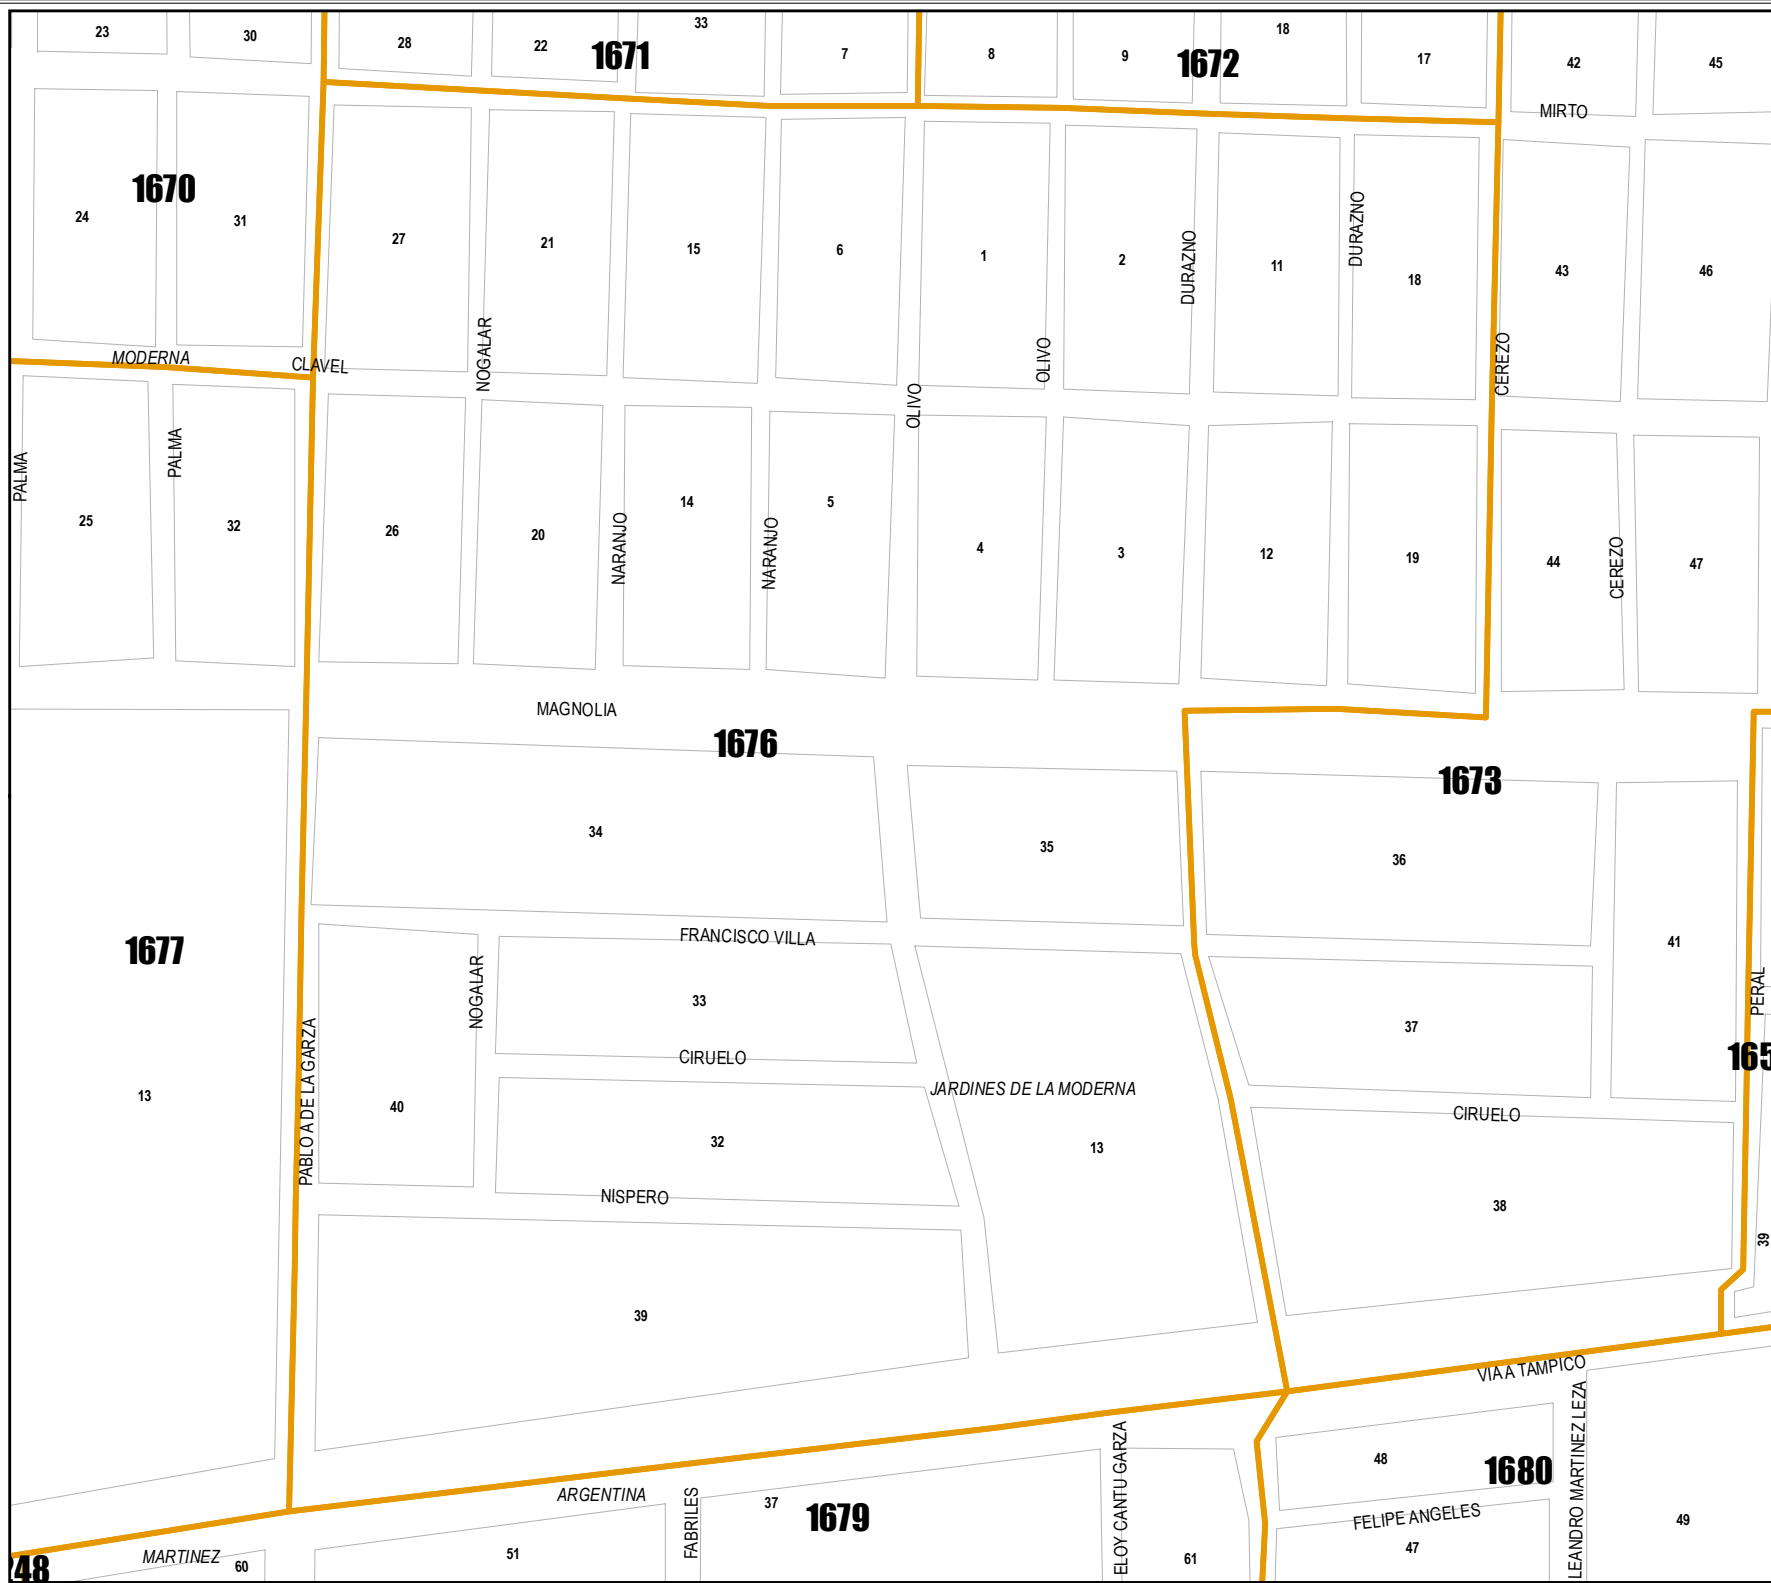 23
30
28
22
33
7
8
9
18
17
42
45
1671
1672
MIRTO
1670
24
31
27
21
15
6
1
2
DURAZNO
11
DURAZNO
18
43
46
MODERNA
CLAVEL
NOGALAR
OLIVO
OLIVO
CEREZO
PALMA
PALMA
25
32
26
20
NARANJO
14
NARANJO
5
4
3
12
19
44
CEREZO
47
MAGNOLIA
1676
1673
34
35
36
1677
FRANCISCO VILLA
41
NOGALAR
33
37
PERAL
CIRUELO
165
PABLO A DE LA GARZA
13
40
JARDINES DE LA MODERNA
CIRUELO
32
13
NISPERO
38
39
39
VIA A TAMPICO
ELOY CANTU GARZA
LEANDRO MARTINEZ LEZA
48
1680
ARGENTINA
FABRILES
37
1679
FELIPE ANGELES
49
MARTINEZ
60
51
61
47
48